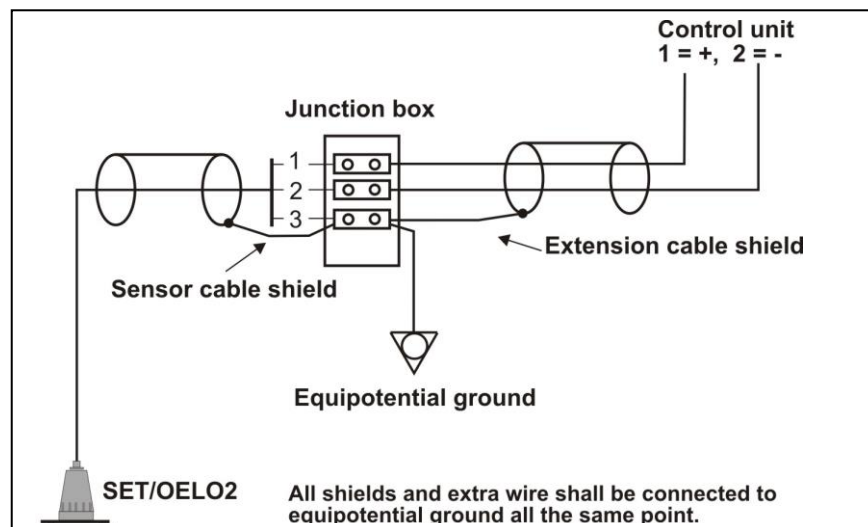 Control unit
1 = +, 2 = -
Junction box
1
2
3
Extension cable shield
Sensor cable shield
Equipotential ground
SET/OELO2
All shields and extra wire shall be connected to
equipotential ground all the same point.